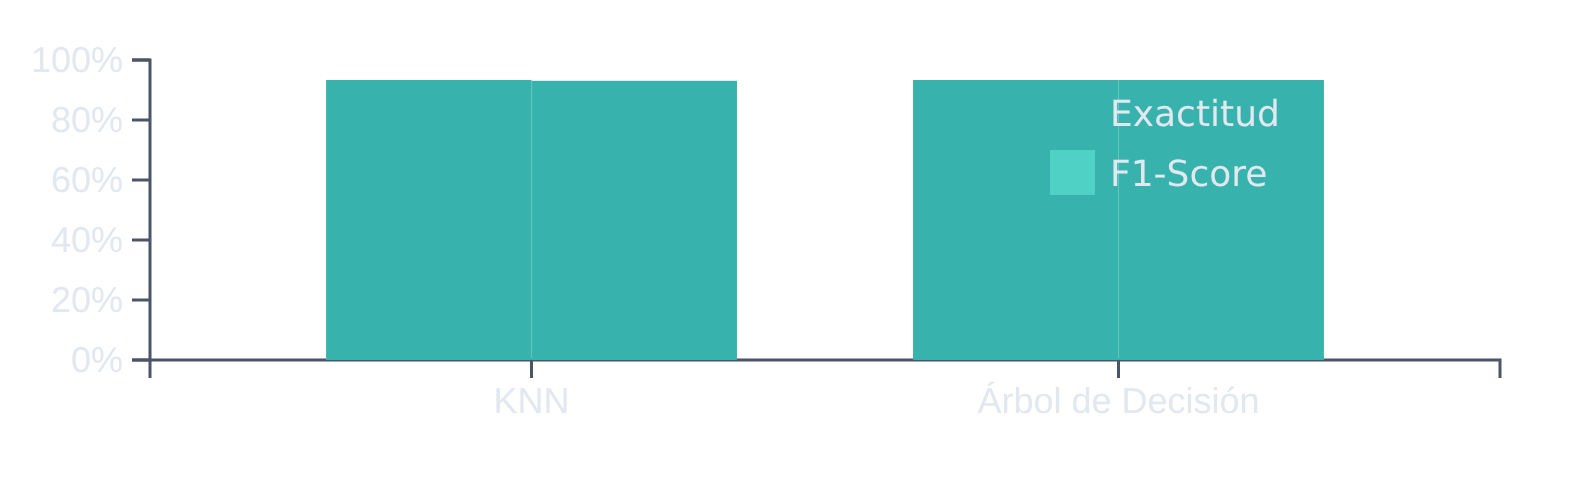 100%
80%
60%
40%
20%
0%
Exactitud
F1-Score
KNN
Árbol de Decisión